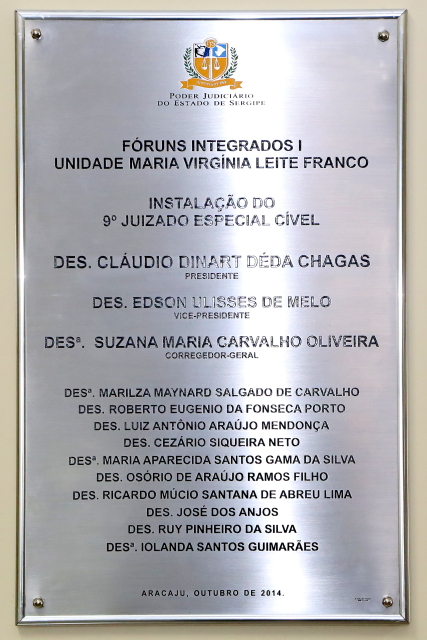 PODER JUDICIÁRIO
DO ESTADO DE SERGIPE
FÓRUNS INTEGRADOS I
UNIDADE MARIA VIRGÍNIA LEITE FRANCO
INSTALAÇÃO DO
9º JUIZADO ESPECIAL CÍVEL
DES. CLÁUDIO DINART DÉDA CHAGAS
PRESIDENTE
DES. EDSON ULISSES DE MELO
VICE-PRESIDENTE
DESª. SUZANA MARIA CARVALHO OLIVEIRA
CORREGEDOR-GERAL
DESª. MARILZA MAYNARD SALGADO DE CARVALHO
DES. ROBERTO EUGENIO DA FONSECA PORTO
DES. LUIZ ANTÔNIO ARAÚJO MENDONÇA
DES. CEZÁRIO SIQUEIRA NETO
DESª. MARIA APARECIDA SANTOS GAMA DA SILVA
DES. OSÓRIO DE ARAÚJO RAMOS FILHO
DES. RICARDO MÚCIO SANTANA DE ABREU LIMA
DES. JOSÉ DOS ANJOS
DES. RUY PINHEIRO DA SILVA
DESª. IOLANDA SANTOS GUIMARÃES
ARACAJU, OUTUBRO DE 2014.